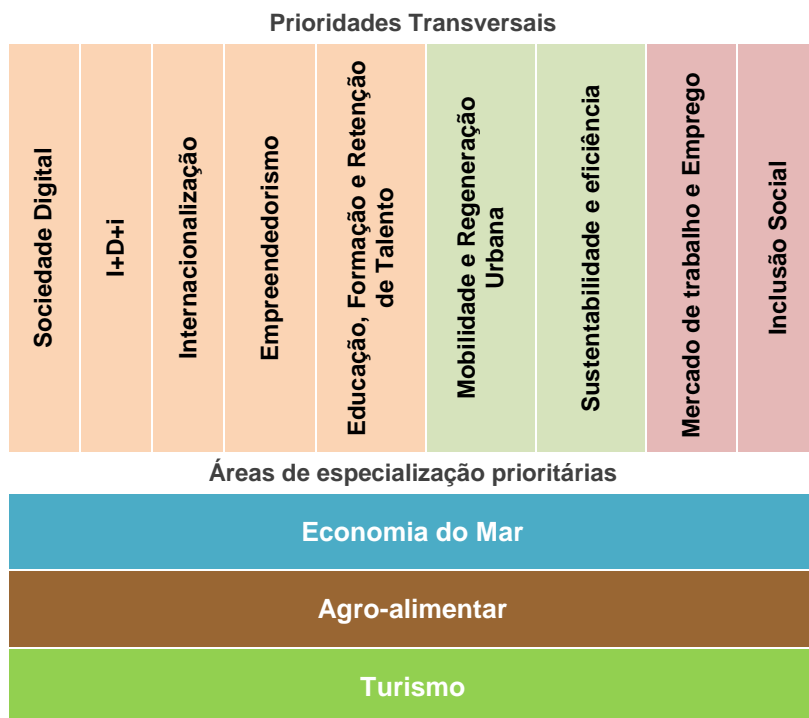 Prioridades Transversais
Sociedade Digital
I+D+i
Internacionalização
Empreendedorismo
Educação, Formação e Retenção
de Talento
Mobilidade e Regeneração
Urbana
Sustentabilidade e eficiência
Mercado de trabalho e Emprego
Inclusão Social
Áreas de especialização prioritárias
Economia do Mar
Agro-alimentar
Turismo